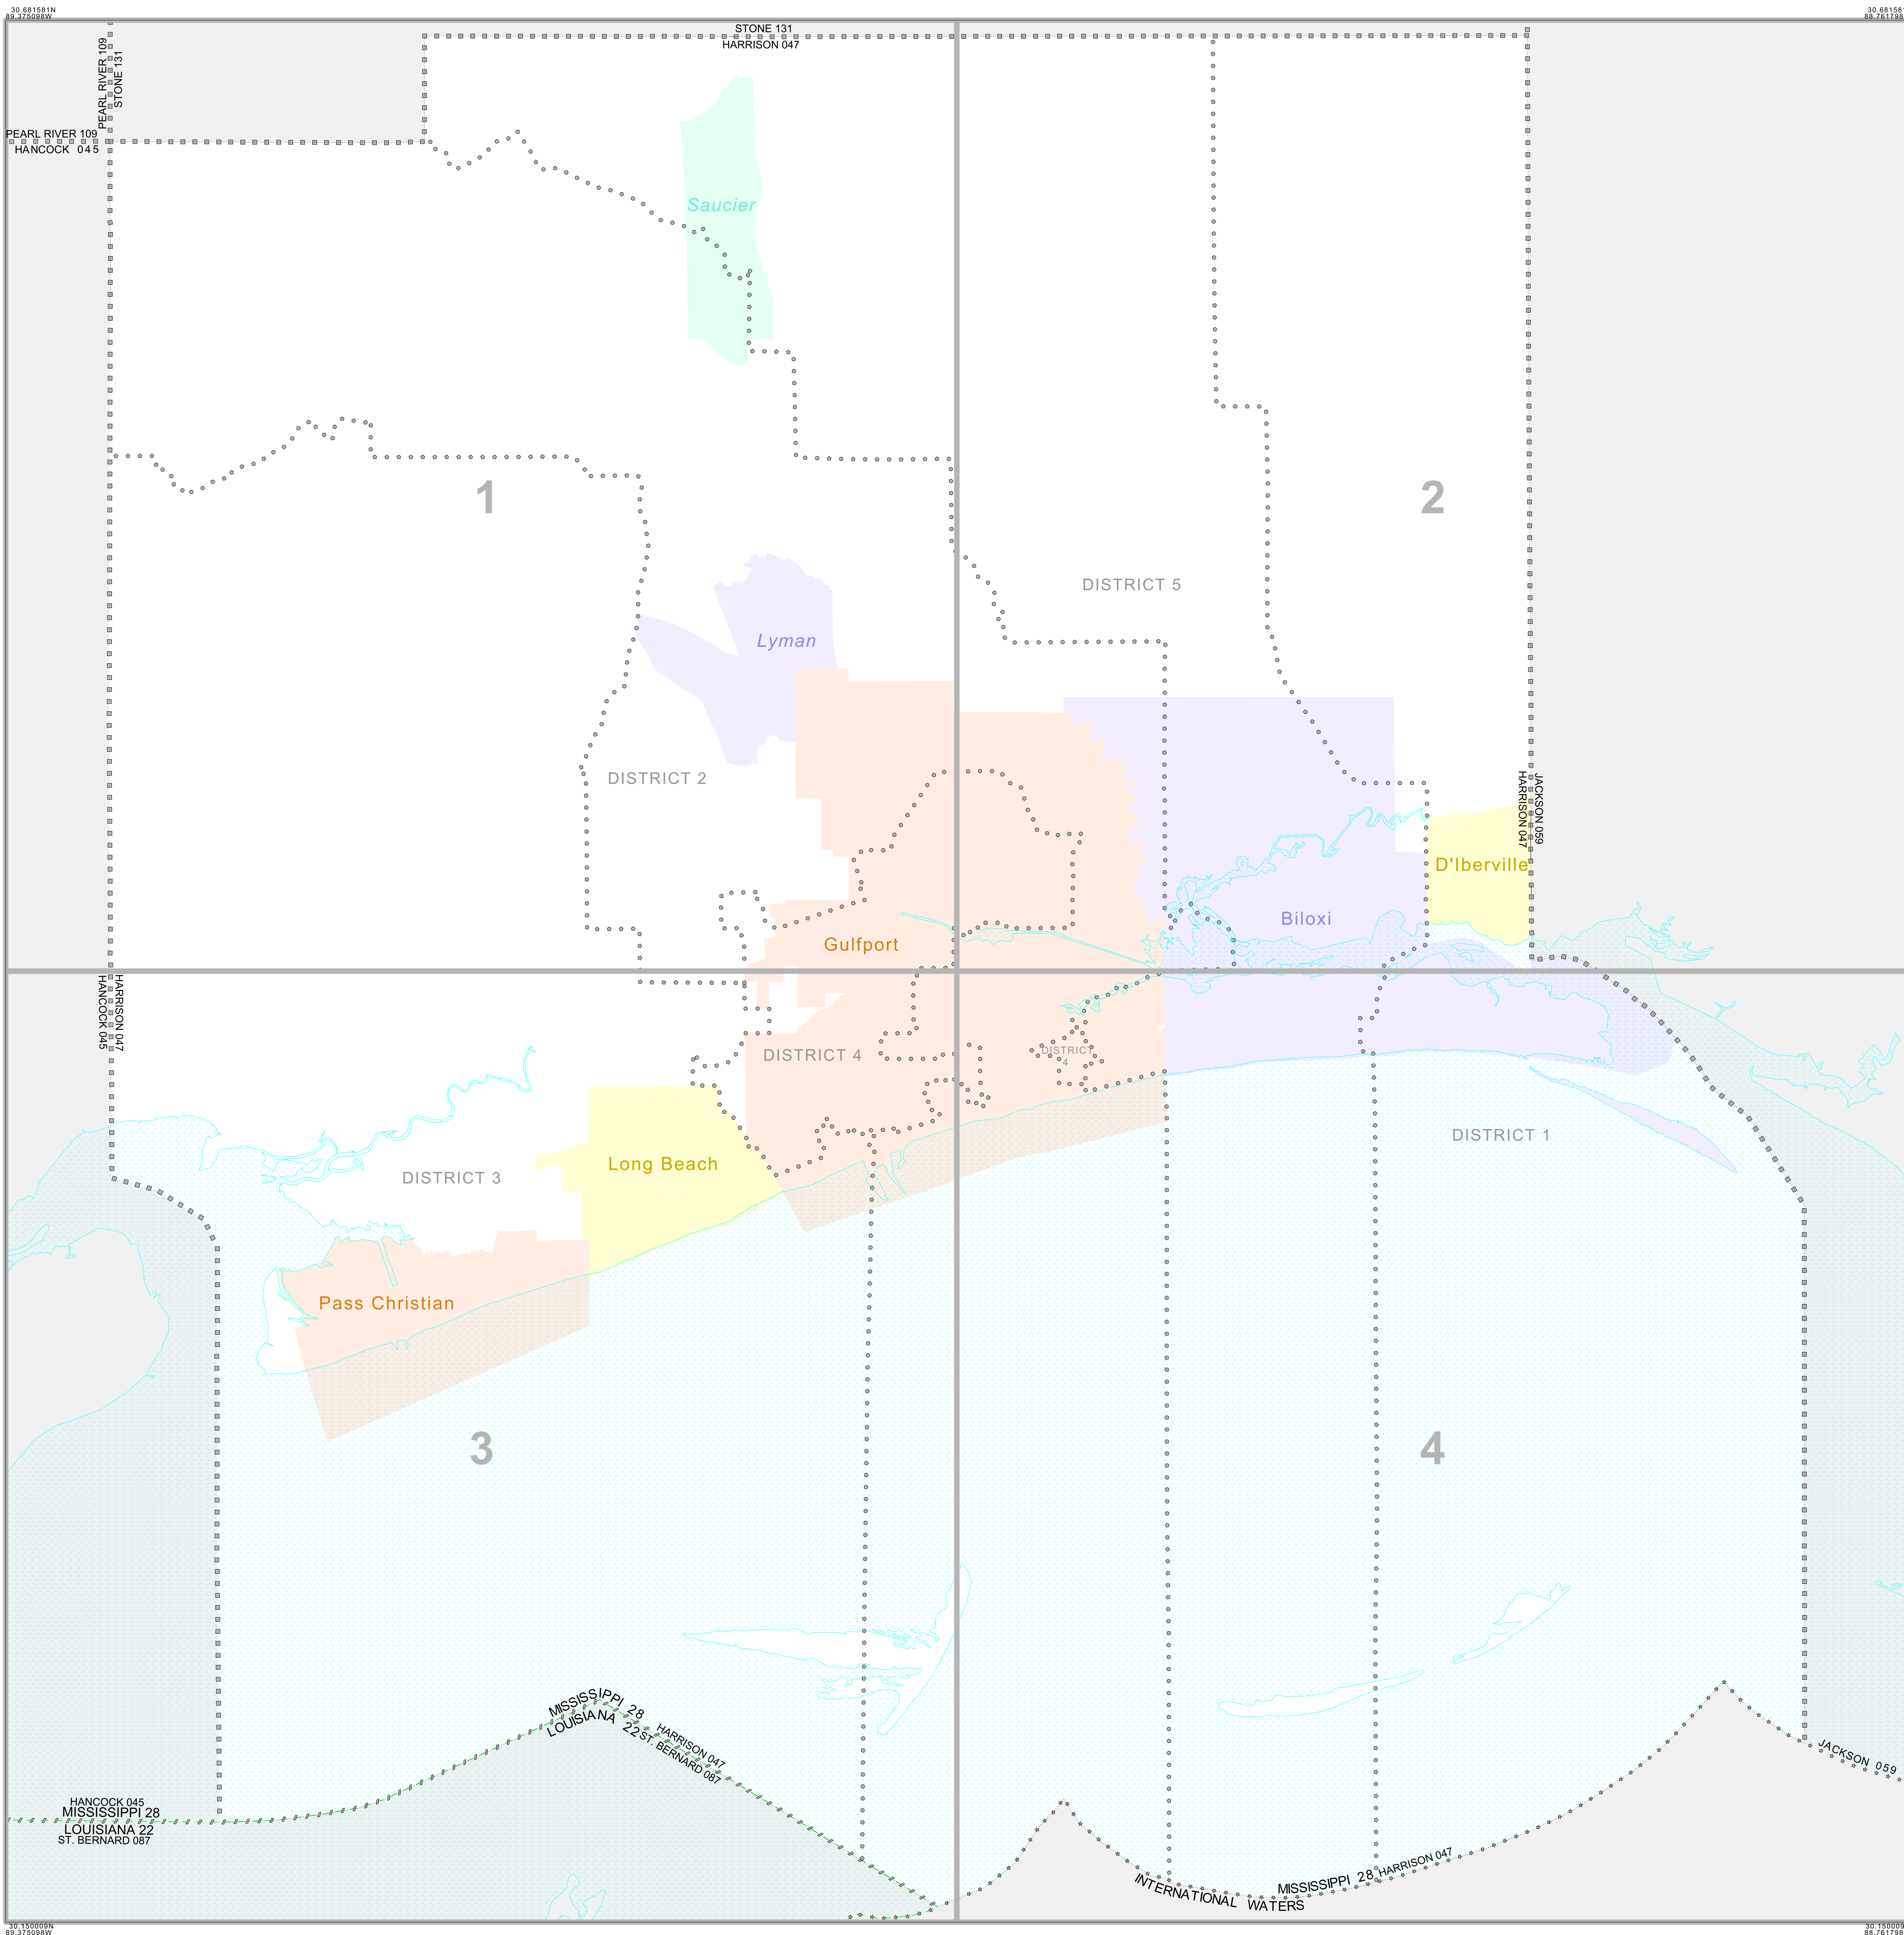 30.681581N
89.375098W
30.681581
88.761798
STONE 131
HARRISON 047
PEARL RIVER 109
STONE 131
PEARL RIVER 109
HANCOCK 045
Saucier
1
2
DISTRICT 5
Lyman
DISTRICT 2
JACKSON 059
HARRISON 047
D'Iberville
Biloxi
Gulfport
HARRISON 047
HANCOCK 045
DISTRICT 4
DISTRICT
4
DISTRICT 1
Long Beach
DISTRICT 3
Pass Christian
3
4
MISSISSIPPI 28
LOUISIANA 22
HARRISON 047
ST. BERNARD 087
JACKSON 059
HANCOCK 045
MISSISSIPPI 28
LOUISIANA 22
ST. BERNARD 087
MISSISSIPPI 28
HARRISON 047
INTERNATIONAL WATERS
30.150009N
89.375098W
30.150009
88.761798